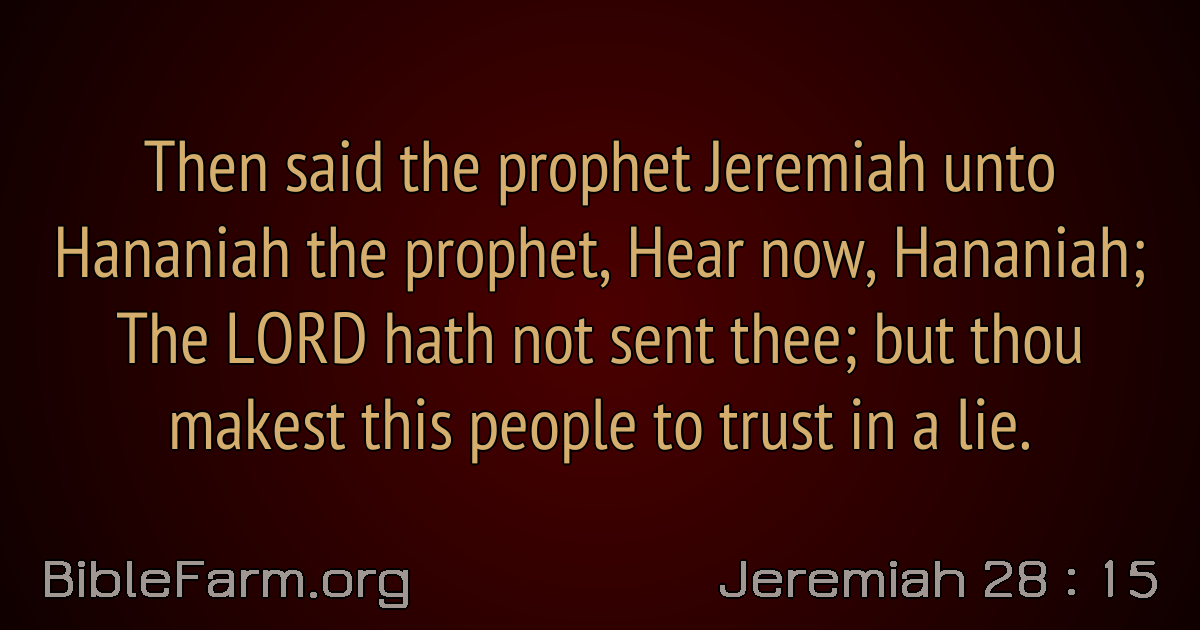 Then said the prophet Jeremiah unto
Hananiah the prophet, Hear now, Hananiah;
The LORD hath not sent thee; but thou
makest this people to trust in a lie.
BibleFarm.org
Jeremiah 28 : 15